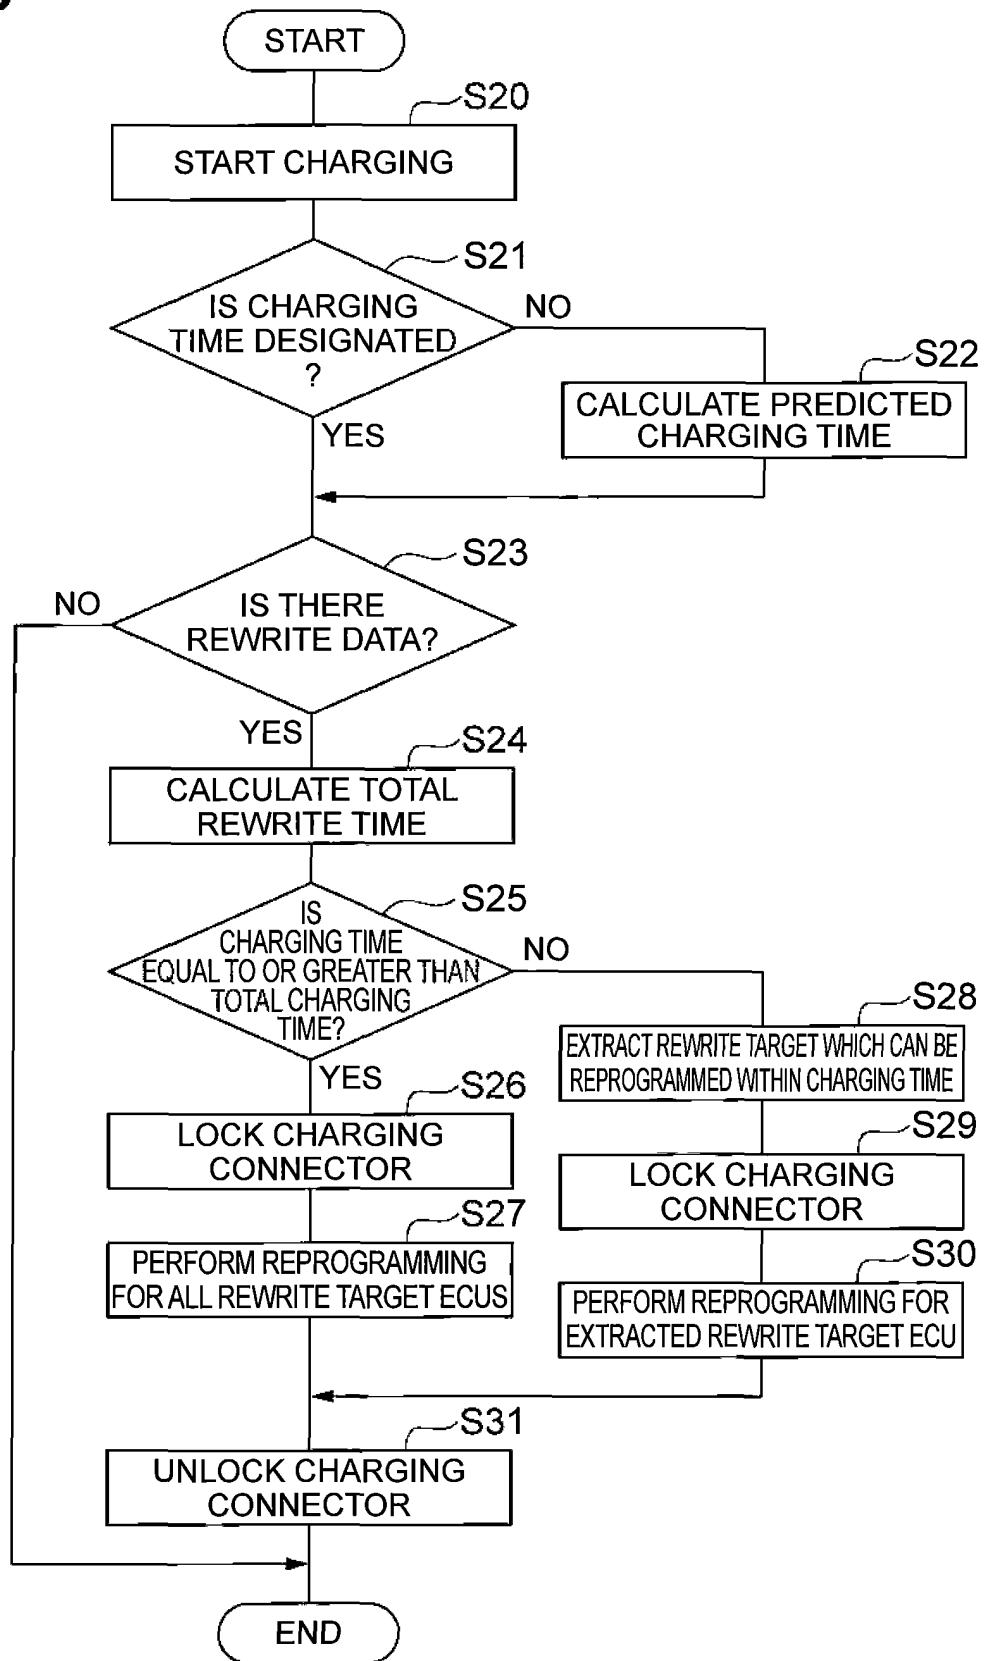 START
S20
START CHARGING
S21
IS CHARGING
TIME DESIGNATED
?
NO
YES
S22
CALCULATE PREDICTED
CHARGING TIME
S23
IS THERE
REWRITE DATA?
NO
YES
S24
CALCULATE TOTAL
REWRITE TIME
S25
IS
CHARGING TIME
EQUAL TO OR GREATER THAN
TOTAL CHARGING
TIME?
NO
YES
S26
LOCK CHARGING
CONNECTOR
S27
PERFORM REPROGRAMMING
FOR ALL REWRITE TARGET ECUS
S28
EXTRACT REWRITE TARGET WHICH CAN BE
REPROGRAMMED WITHIN CHARGING TIME
S29
LOCK CHARGING
CONNECTOR
S30
PERFORM REPROGRAMMING FOR
EXTRACTED REWRITE TARGET ECU
S31
UNLOCK CHARGING
CONNECTOR
END